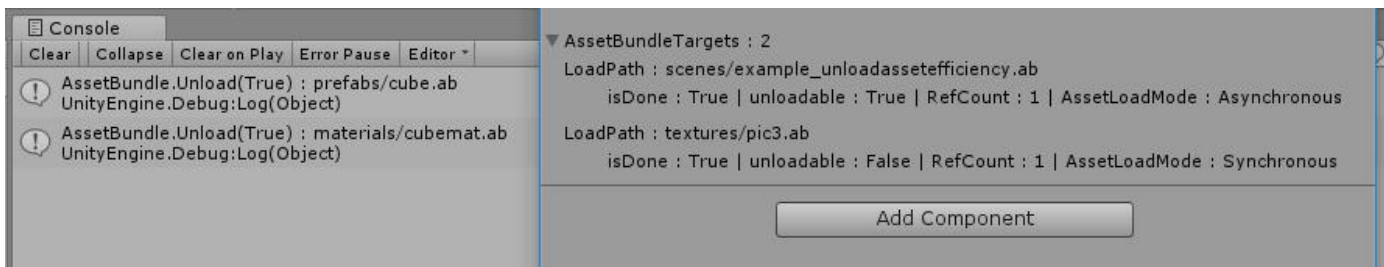 Console
Clear Collapse Clear on Play Error Pause Editor
AssetBundle.Unload(True) : prefabs/cube.ab
UnityEngine.Debug:Log(Object)
AssetBundle.Unload(True) : materials/cubemat.ab
UnityEngine.Debug:Log(Object)
AssetBundleTargets : 2
LoadPath : scenes/example_unloadassetefficiency.ab
isDone : True | unloadable : True | RefCount : 1 | AssetLoadMode : Asynchronous
LoadPath : textures/pic3.ab
isDone : True | unloadable : False | RefCount : 1 | AssetLoadMode : Synchronous
Add Component